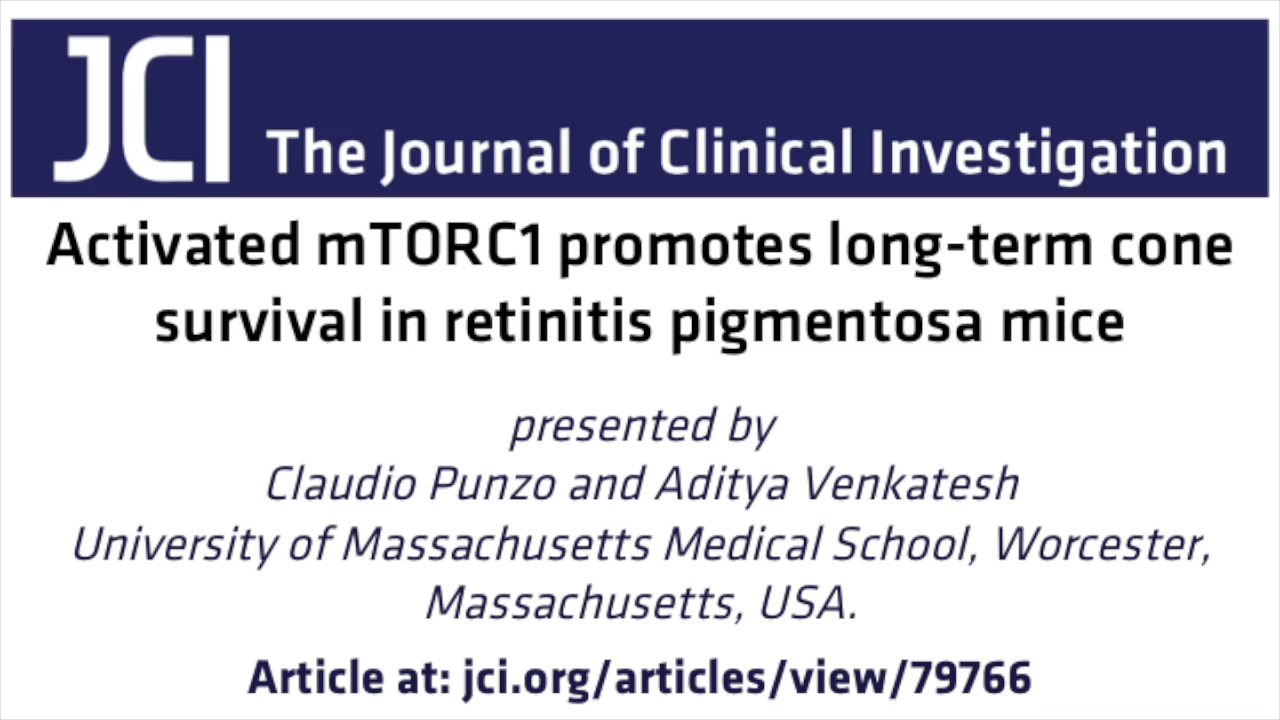 JCI The Journal of Clinical Investigation
Activated mTORC1 promotes long-term cone
survival in retinitis pigmentosa mice
presented by
Claudio Punzo and Aditya Venkatesh
University of Massachusetts Medical School, Worcester,
Massachusetts, USA.
Article at: jci.org/articles/view/79766